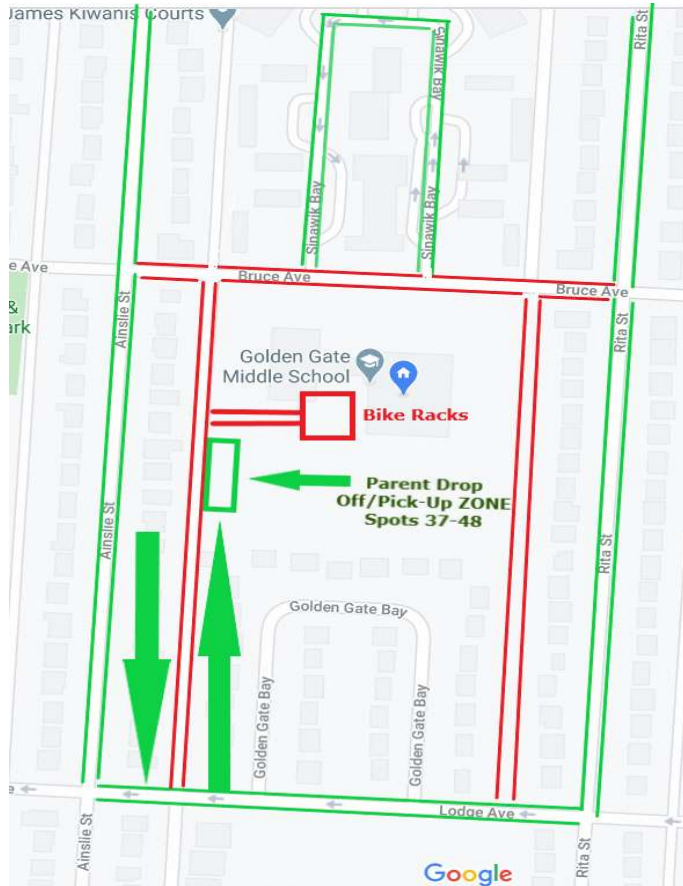 James Kiwanis Courts
Rita St
Sinawik Bay
Sinawik Bay
Sinawik Bay
e Ave
Bruce Ave
Bruce Ave
&
ark
Ainslie St
Rita St
Golden Gate
Middle School
Bike Racks
Parent Drop
Off/Pick-Up ZONE
Spots 37-48
Ainslie St
Rita St
Golden Gate Bay
Golden Gate Bay
Golden Gate Bay
e
Lodge Ave
Ainslie St
Rita St
Google